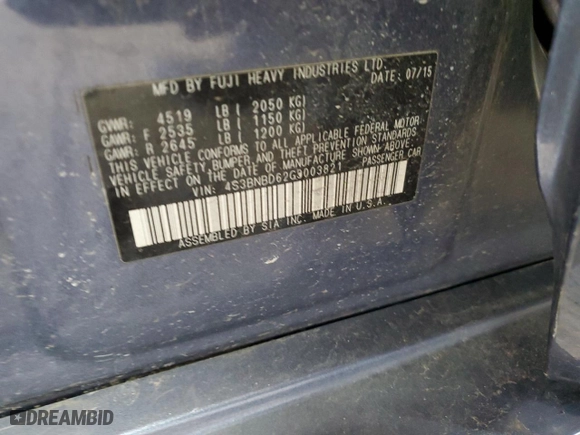 MFD BY FUJI HEAVY INDUSTRIES LTD.
DATE: 07/15
GVWR: 4519 LB ( 2050 KG)
GAWR: F 2535 LB ( 1150 KG)
GAWR: R 2645 LB ( 1200 KG)
THIS VEHICLE CONFORMS TO ALL APPLICABLE FEDERAL MOTOR
VEHICLE SAFETY,BUMPER, AND THEFT PREVENTION STANDARDS
IN EFFECT ON THE DATE OF MANUFACTURE SHOWN ABOVE.
VIN: 4S3BNBD62G3003821 PASSENGER CAR
ASSEMBLED BY SIA INC. MADE IN U.S.A.
DREAMBID